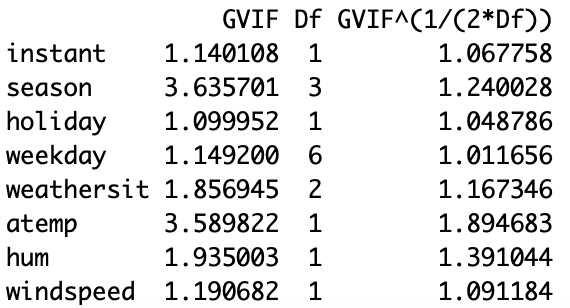 GVIF Df GVIF^(1/(2*Df))
instant 1.140108 1 1.067758
season 3.635701 3 1.240028
holiday 1.099952 1 1.048786
weekday 1.149200 6 1.011656
weathersit 1.856945 2 1.167346
atemp 3.589822 1 1.894683
hum 1.935003 1 1.391044
windspeed 1.190682 1 1.091184